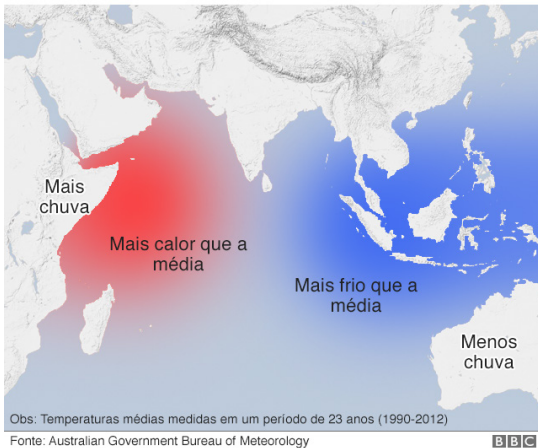 Mais
chuva
Mais calor que a
média
Mais frio que a
média
Menos
chuva
Obs: Temperaturas médias medidas em um período de 23 anos (1990-2012)
Fonte: Australian Government Bureau of Meteorology
BBC